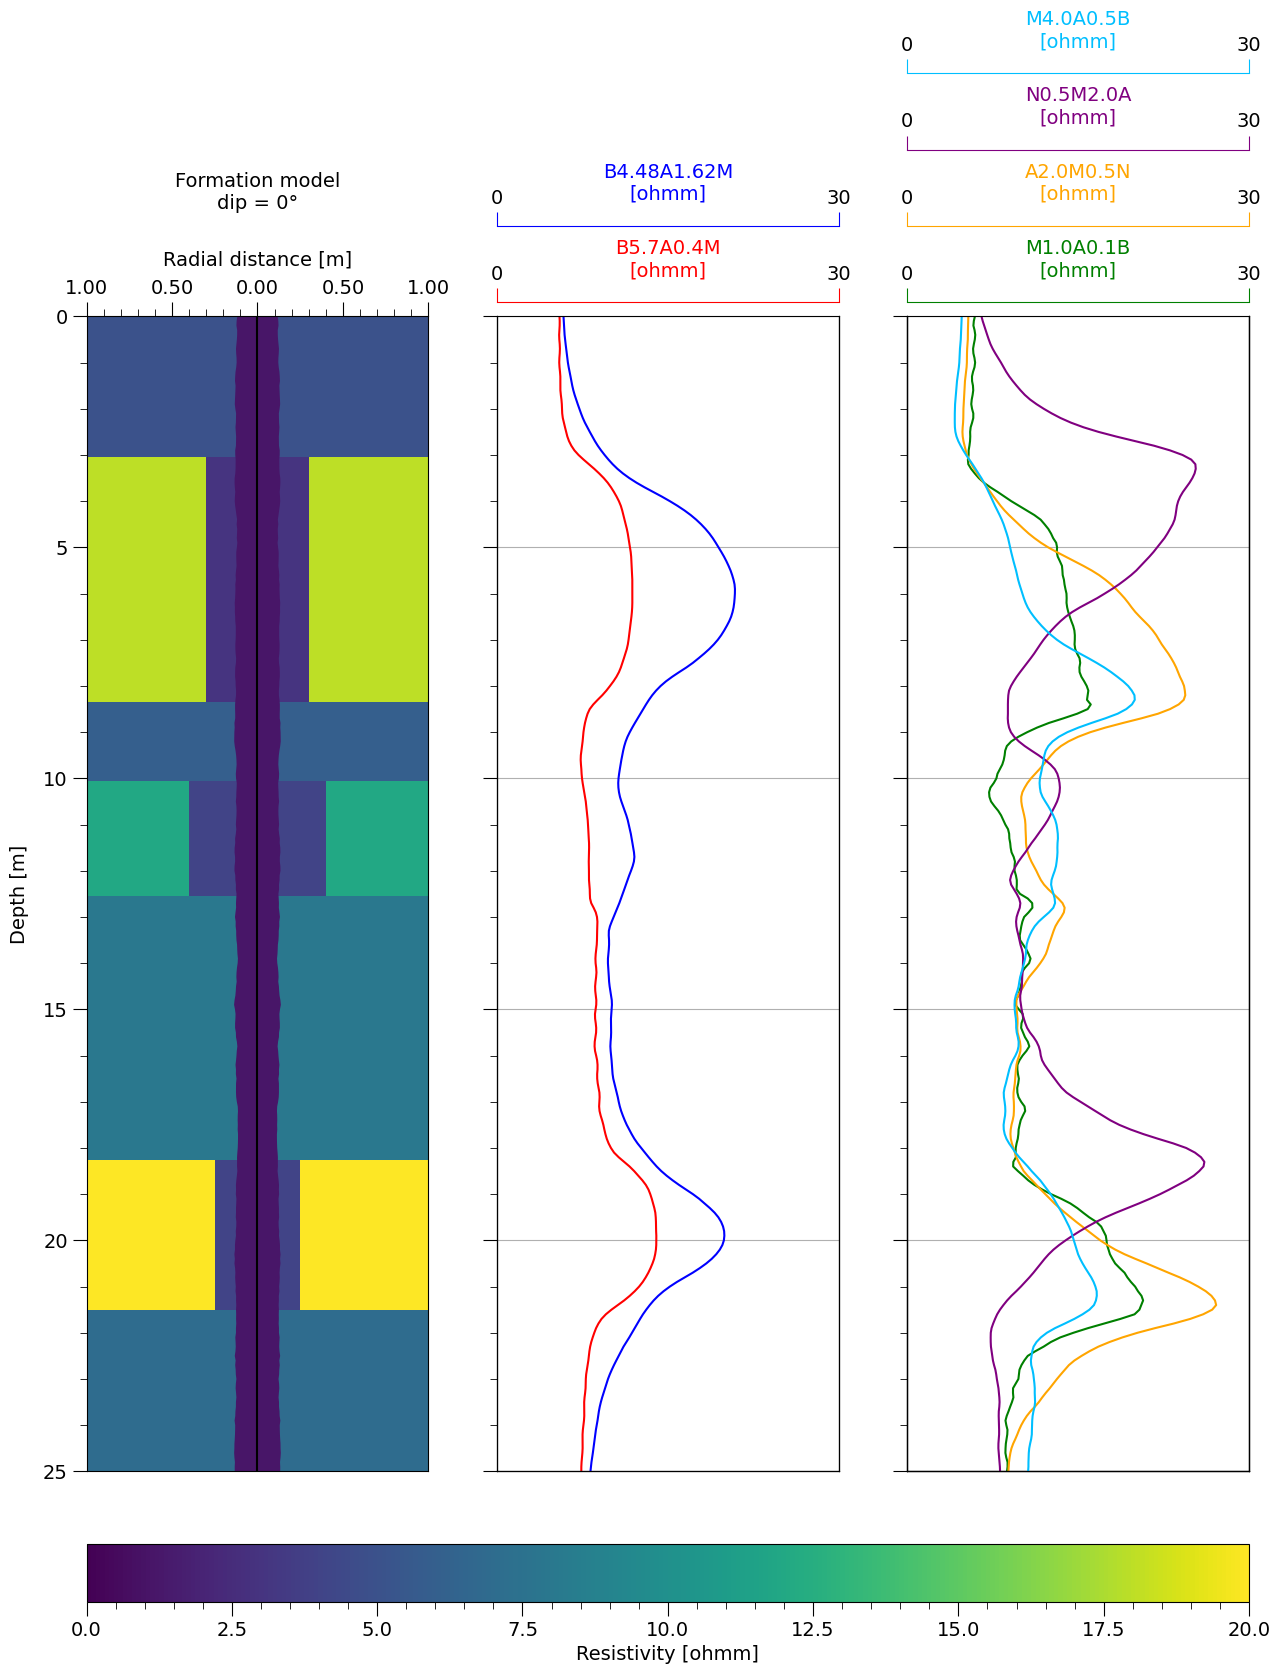 M4.0A0.5B
[ohmm]
0 30
N0.5M2.0A
[ohmm]
0 30
Formation model
dip = 0°
B4.48A1.62M
[ohmm]
0 30
A2.0M0.5N
[ohmm]
0 30
Radial distance [m]
1.00 0.50 0.00 0.50 1.00
B5.7A0.4M
[ohmm]
0 30
M1.0A0.1B
[ohmm]
0 30
0
5
10
15
20
25
Depth [m]
0.0 2.5 5.0 7.5 10.0 12.5 15.0 17.5 20.0
Resistivity [ohmm]